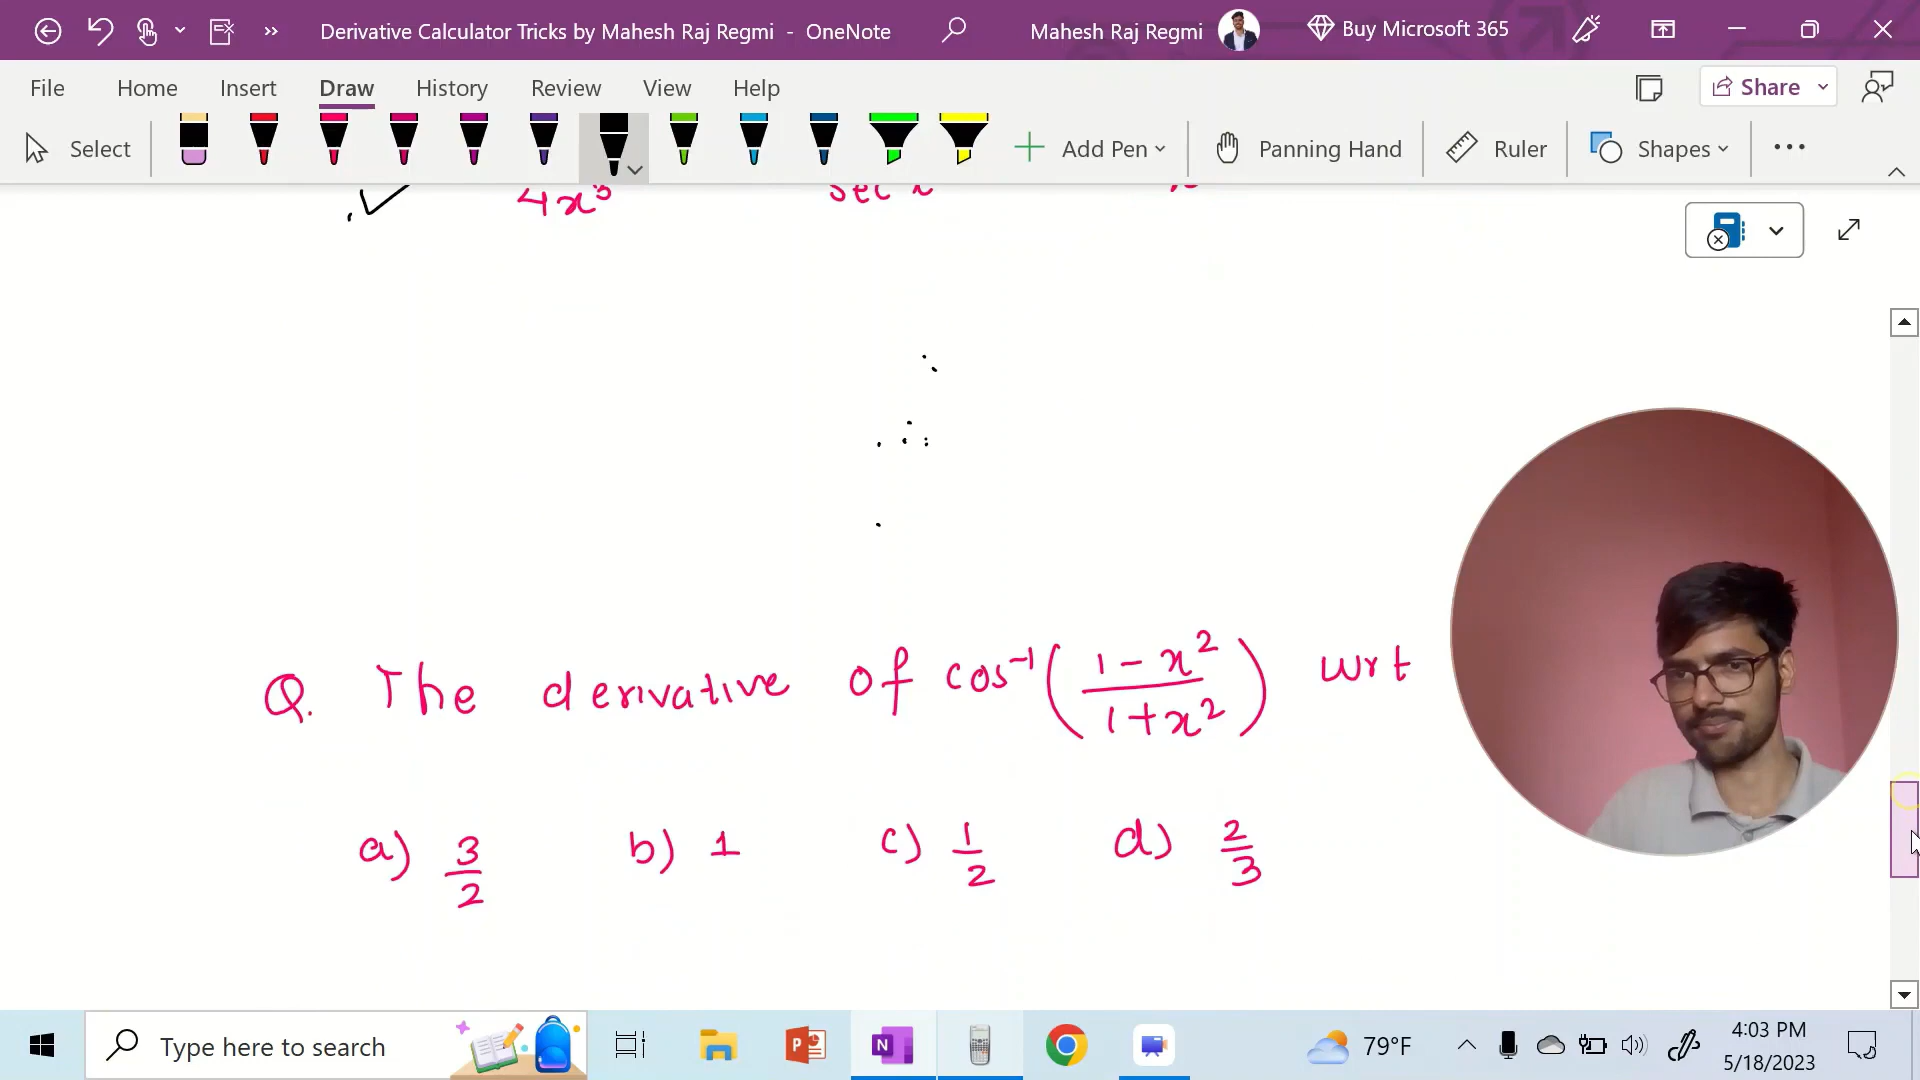 Derivative Calculator Tricks by Mahesh Raj Regmi - OneNote
Mahesh Raj Regmi
Buy Microsoft 365
File Home Insert Draw History Review View Help
Share
Select
Add Pen
Panning Hand
Ruler
Shapes
4x³
Q. The derivative of cos⁻¹((1-x²)/(1+x²)) wrt
a) 3/2 b) 1 c) 1/2 d) 2/3
Type here to search
79°F
4:03 PM
5/18/2023